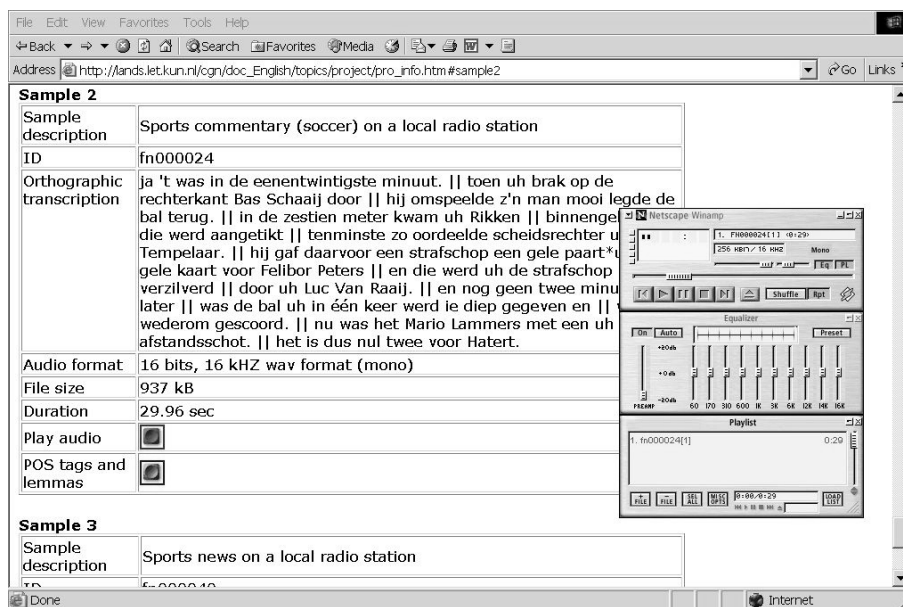 File Edit View Favorites Tools Help
Back Search Favorites Media
Address http://lands.let.kun.nl/cgn/doc_English/topics/project/pro_info.htm#sample2 Go Links
Sample 2
Sample description Sports commentary (soccer) on a local radio station
ID fn000024
Orthographic transcription
ja 't was in de eenentwintigste minuut. || toen uh brak op de
rechterkant Bas Schaaij door || hij omspeelde z'n man mooi legde de
bal terug. || in de zestien meter kwam uh Rikken ||
die werd aangetikt || tenminste zo oordeelde scheidsrechter
Tempelaar. || hij gaf daarvoor een strafschop een gele paart*
gele kaart voor Felibor Peters || en die werd uh de strafschop
verzilverd || door uh Luc Van Raaij. || en nog geen twee
later || was de bal uh in één keer werd ie diep gegeven en ||
wederom gescoord. || nu was het Mario Lammers met een uh
afstandsschot. || het is dus nul twee voor Hatert.
Audio format 16 bits, 16 kHZ wav format (mono)
File size 937 kB
Duration 29.96 sec
Play audio
POS tags and lemmas
Sample 3
Sample description Sports news on a local radio station
Netscape Winamp
1. FN000024[1] <0:29>
16 KHZ Mono
Eq PL
Shuffle Rpt
Equalizer
On Auto Preset
+20db
+0db
-20db
PREAMP 60 170 310 600 1K 3K 6K 12K 14K 16K
Playlist
1. fn000024[1] 0:29
+ FILE - FILE SEL ALL MISC OPTS 0:00/0:29 LOAD LIST
Done Internet